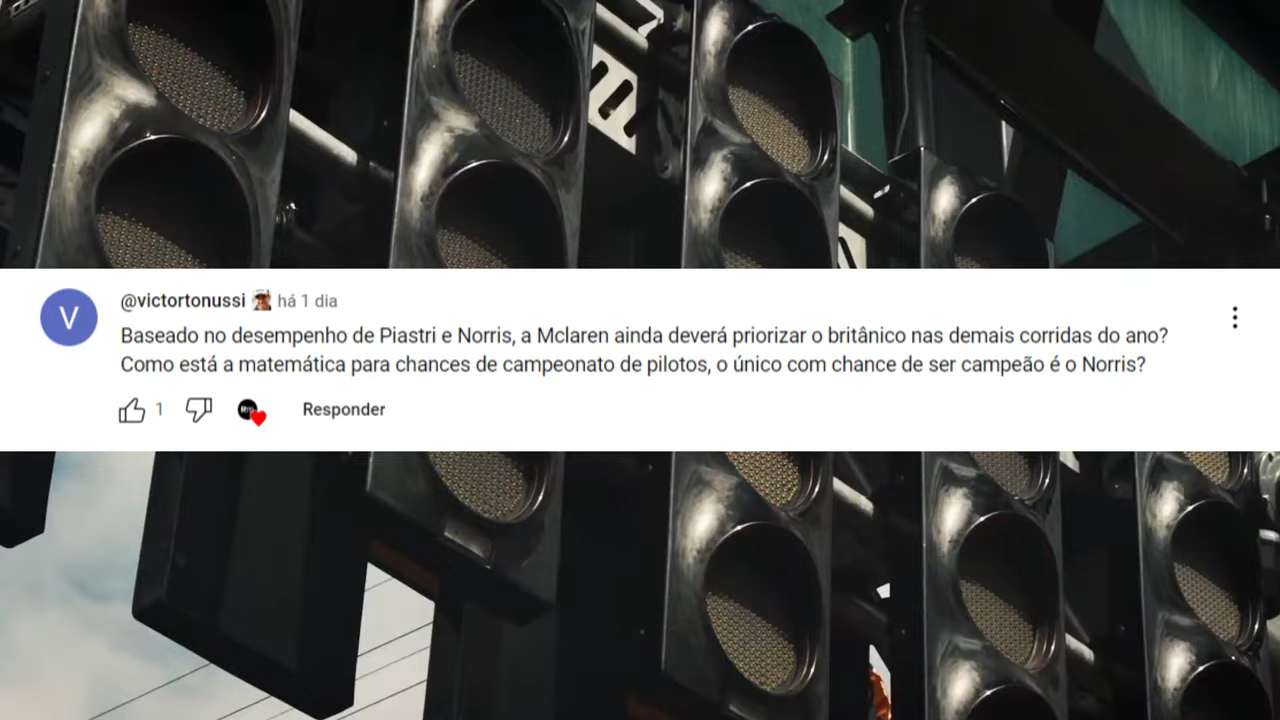 V
@victortonussi há 1 dia
Baseado no desempenho de Piastri e Norris, a Mclaren ainda deverá priorizar o britânico nas demais corridas do ano?
Como está a matemática para chances de campeonato de pilotos, o único com chance de ser campeão é o Norris?
1 Responder